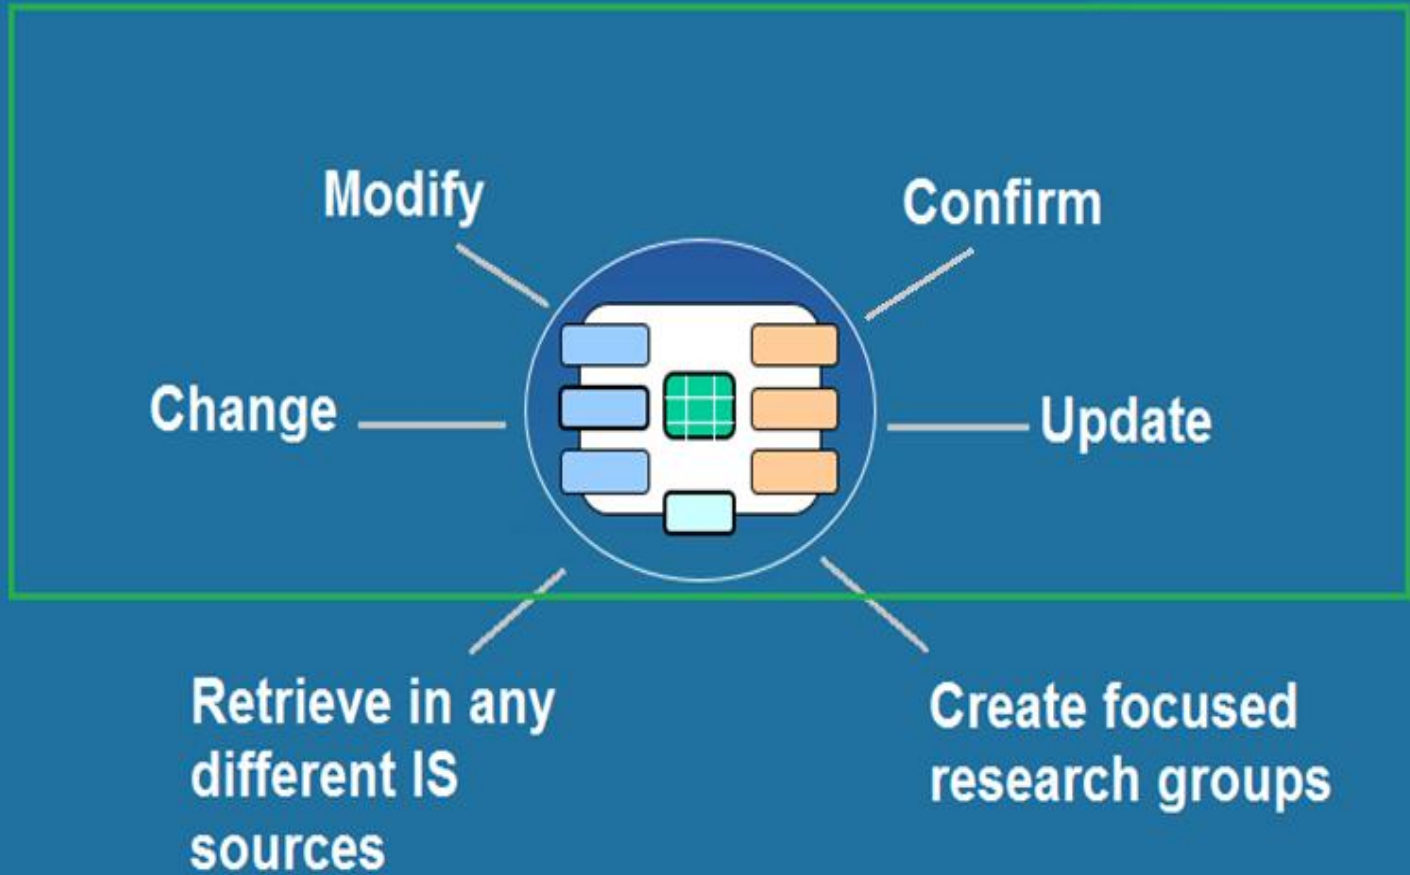 Modify
Confirm
Change
Update
Retrieve in any
different IS
sources
Create focused
research groups